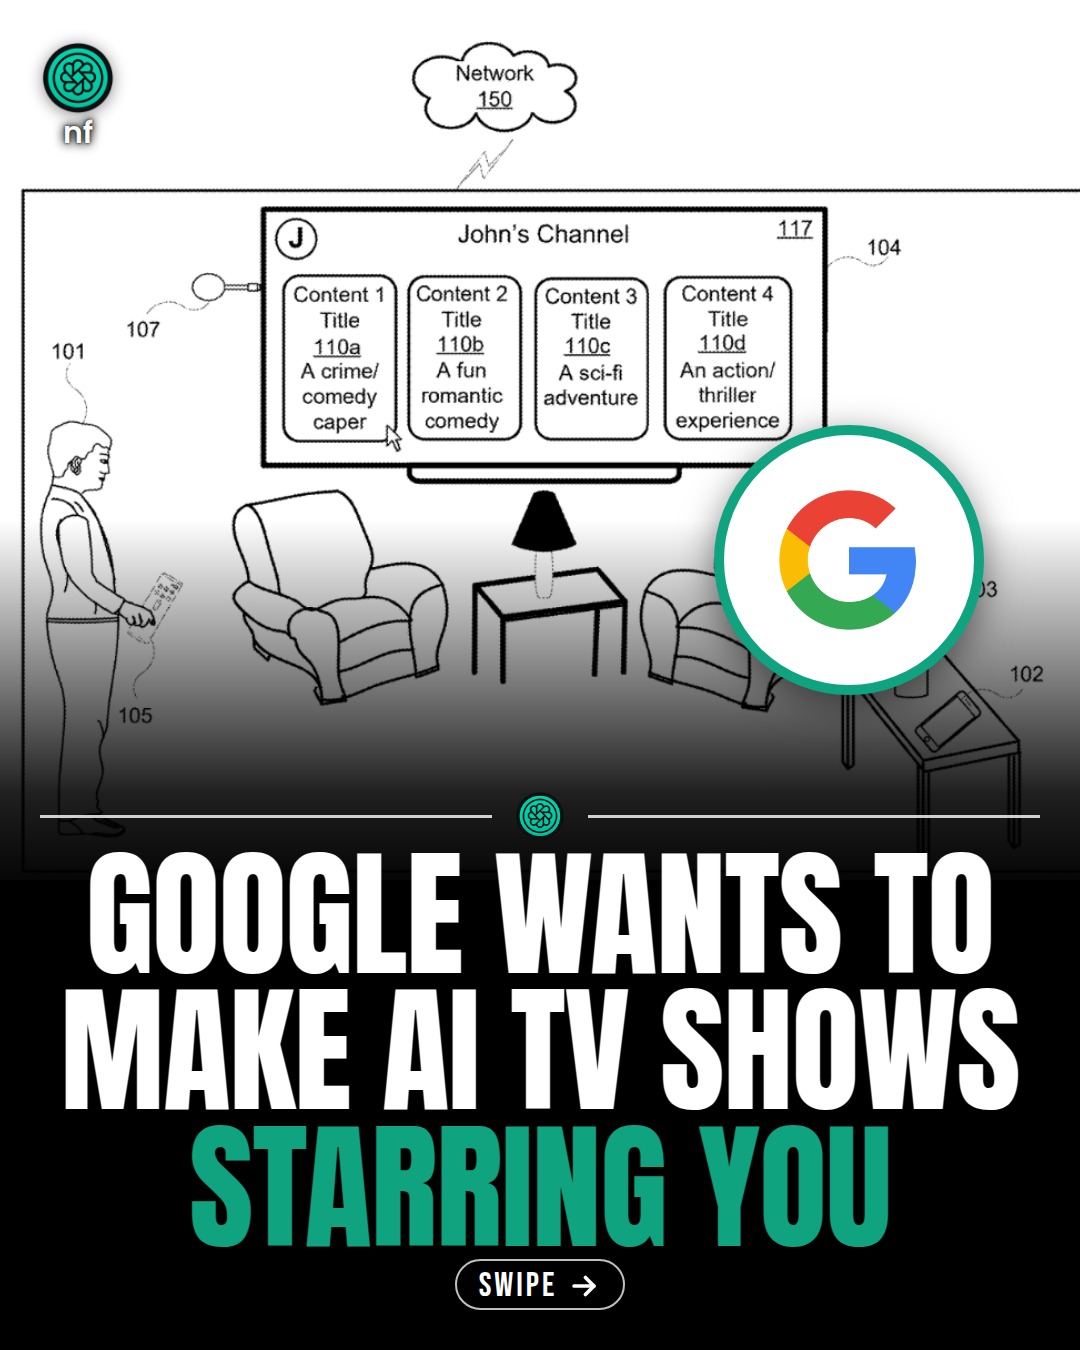 nf
Network
150
J
John's Channel
117
104
107
101
Content 1
Title
110a
A crime/
comedy
caper
Content 2
Title
110b
A fun
romantic
comedy
Content 3
Title
110c
A sci-fi
adventure
Content 4
Title
110d
An action/
thriller
experience
03
102
105
GOOGLE WANTS TO
MAKE AI TV SHOWS
STARRING YOU
SWIPE